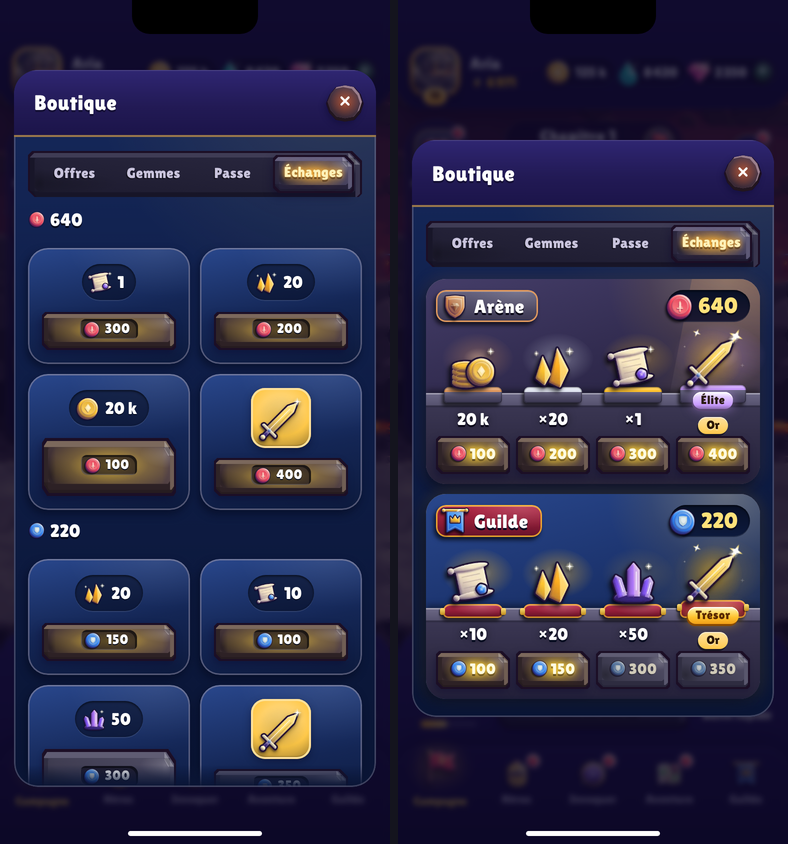 Boutique
Offres Gemmes Passe Échanges
640
1 20
300 200
20 k
100 400
220
20 10
150 100
50
300
Boutique
Offres Gemmes Passe Échanges
Arène 640
Élite
20 k ×20 ×1 Or
100 200 300 400
Guilde 220
Trésor
×10 ×20 ×50 Or
100 150 300 350